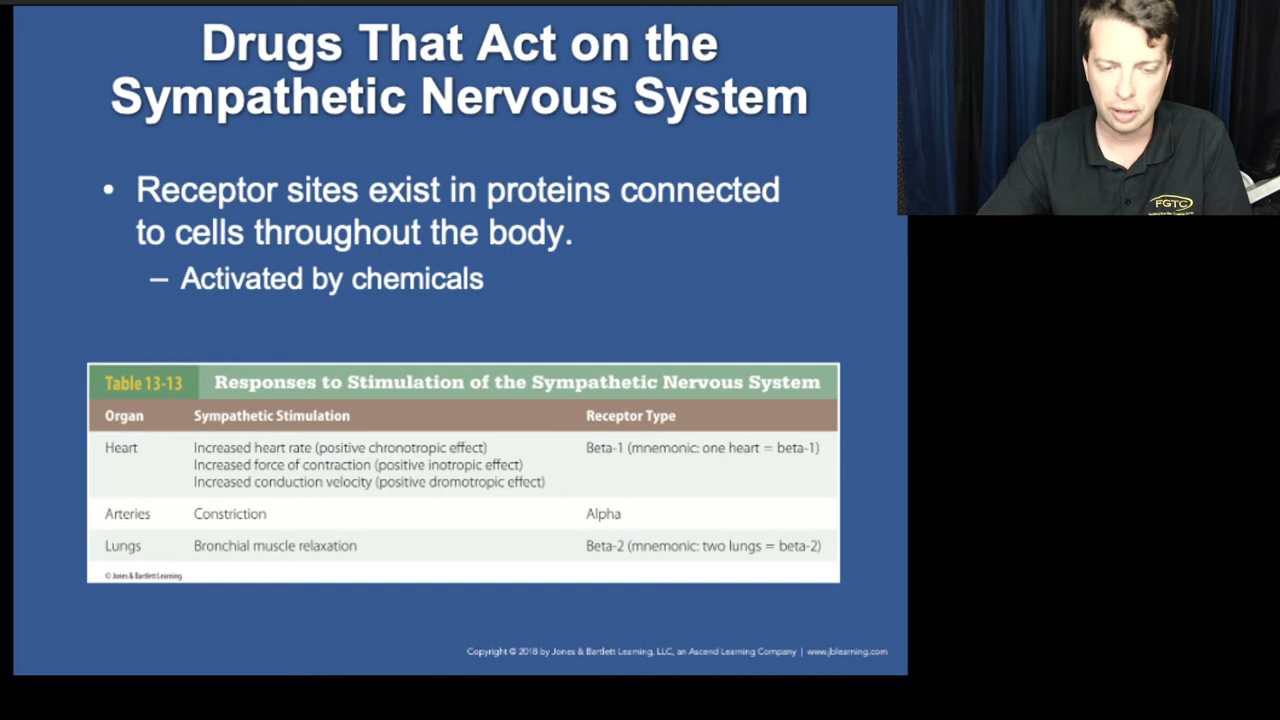 Drugs That Act on the
Sympathetic Nervous System
• Receptor sites exist in proteins connected
to cells throughout the body.
– Activated by chemicals
Table 13-13 Responses to Stimulation of the Sympathetic Nervous System
Organ Sympathetic Stimulation Receptor Type
Heart Increased heart rate (positive chronotropic effect) Beta-1 (mnemonic: one heart = beta-1)
Increased force of contraction (positive inotropic effect)
Increased conduction velocity (positive dromotropic effect)
Arteries Constriction Alpha
Lungs Bronchial muscle relaxation Beta-2 (mnemonic: two lungs = beta-2)
© Jones & Bartlett Learning.
Copyright © 2018 by Jones & Bartlett Learning, LLC, an Ascend Learning Company | www.jblearning.com
FGTC